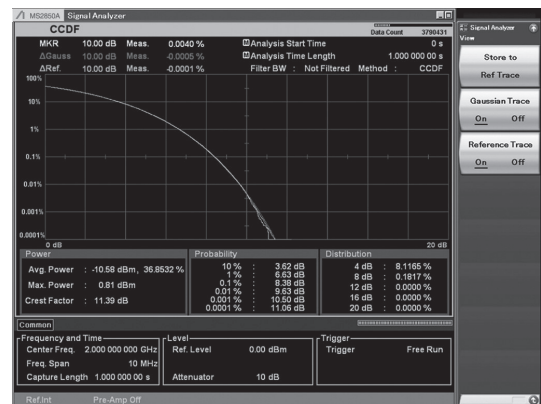 MS2850A Signal Analyzer
CCDF
Data Count 3790431
MKR 10.00 dB Meas. 0.0040 % M Analysis Start Time 0 s
ΔGauss 10.00 dB Meas. -0.0005 % M Analysis Time Length 1.000 000 00 s
ΔRef. 10.00 dB Meas. -0.0001 % Filter BW : Not Filtered Method : CCDF
100%
10%
1%
0.1%
0.01%
0.001%
0.0001%
0 dB 20 dB
Power
Avg. Power : -10.58 dBm, 36.8532 %
Max. Power : 0.81 dBm
Crest Factor : 11.39 dB
Probability
10 % : 3.62 dB
1 % : 6.63 dB
0.1 % : 8.38 dB
0.01 % : 9.63 dB
0.001 % : 10.50 dB
0.0001 % : 11.06 dB
Distribution
4 dB : 8.1165 %
8 dB : 0.1817 %
12 dB : 0.0000 %
16 dB : 0.0000 %
20 dB : 0.0000 %
Common
Frequency and Time
Center Freq. 2.000 000 000 GHz
Freq. Span 10 MHz
Capture Length 1.000 000 00 s
Level
Ref. Level 0.00 dBm
Attenuator 10 dB
Trigger
Trigger Free Run
Ref.Int Pre-Amp Off
Signal Analyzer
View
Store to
Ref Trace
Gaussian Trace
On Off
Reference Trace
On Off